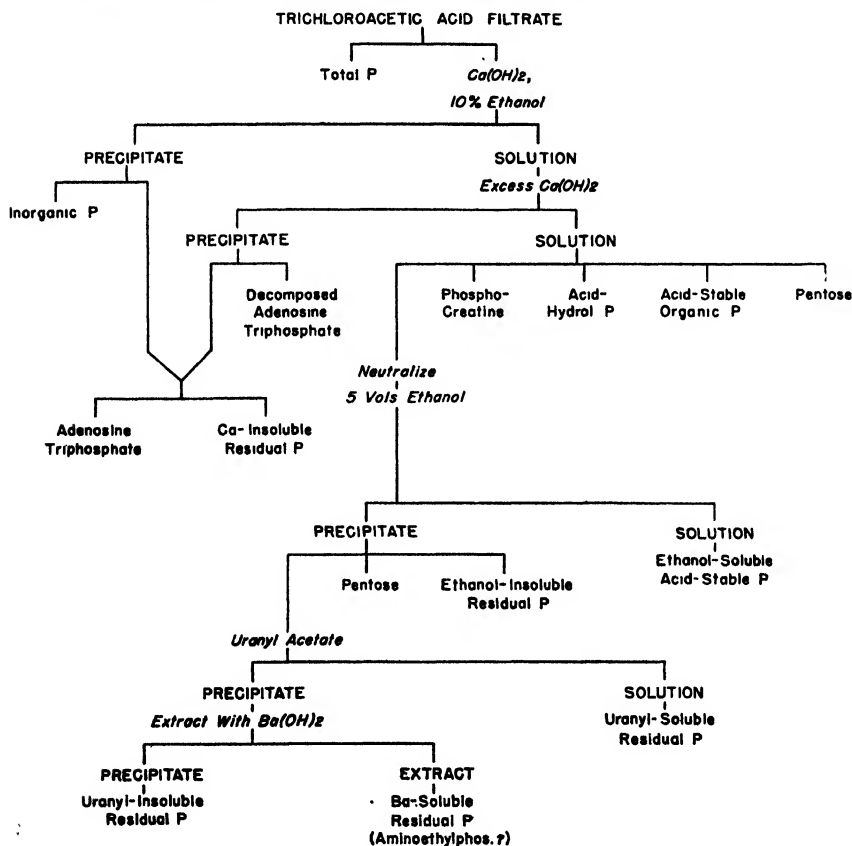 TRICHLOROACETIC ACID FILTRATE
Total P
Ca(OH)2,
10% Ethanol
PRECIPITATE
SOLUTION
Excess Ca(OH)2
Inorganic P
PRECIPITATE
SOLUTION
Decomposed
Adenosine
Triphosphate
Phospho-
Creatine
Acid-
Hydrol P
Acid-Stable
Organic P
Pentose
Neutralize
5 Vols Ethanol
Adenosine
Triphosphate
Ca-Insoluble
Residual P
PRECIPITATE
SOLUTION
Pentose
Ethanol-Insoluble
Residual P
Ethanol-Soluble
Acid-Stable P
Uranyl Acetate
PRECIPITATE
Extract With Ba(OH)2
SOLUTION
Uranyl-Soluble
Residual P
PRECIPITATE
Uranyl-Insoluble
Residual P
EXTRACT
Ba-Soluble
Residual P
(Aminoethylphos.?)